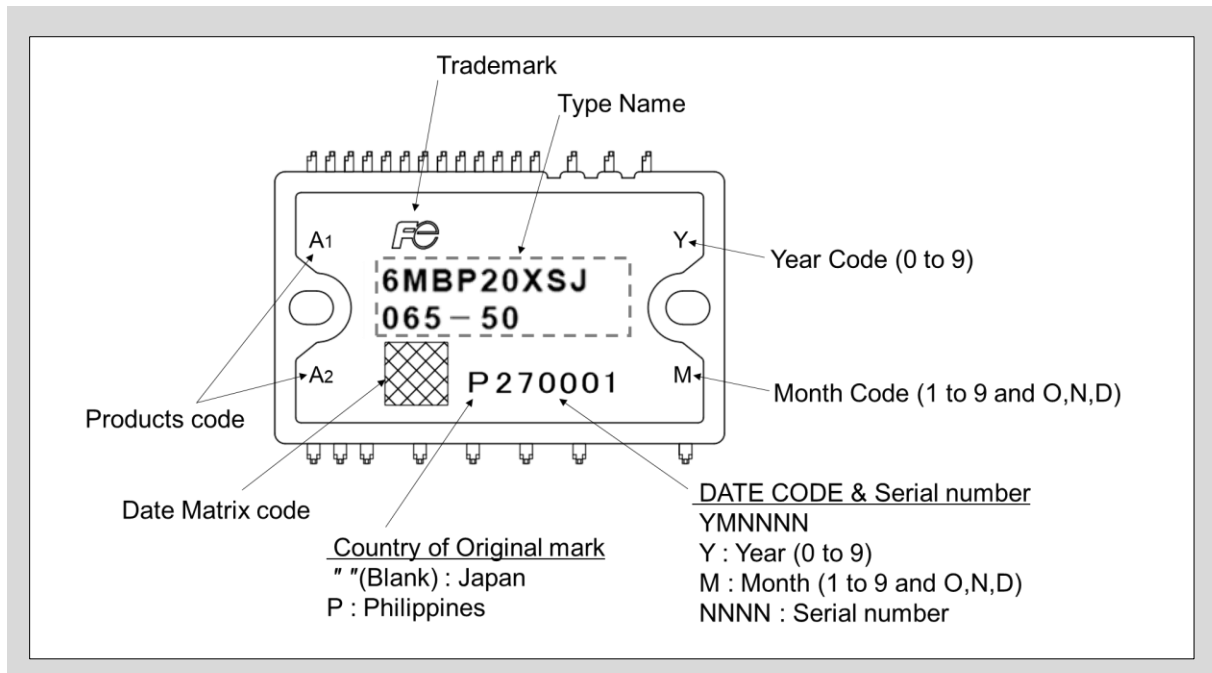 Trademark
Type Name
A1
Fe
Y
Year Code (0 to 9)
6MBP20XSJ
065-50
A2
P270001
M
Month Code (1 to 9 and O,N,D)
Products code
Date Matrix code
Country of Original mark
" "(Blank) : Japan
P : Philippines
DATE CODE & Serial number
YMNNNN
Y : Year (0 to 9)
M : Month (1 to 9 and O,N,D)
NNNN : Serial number